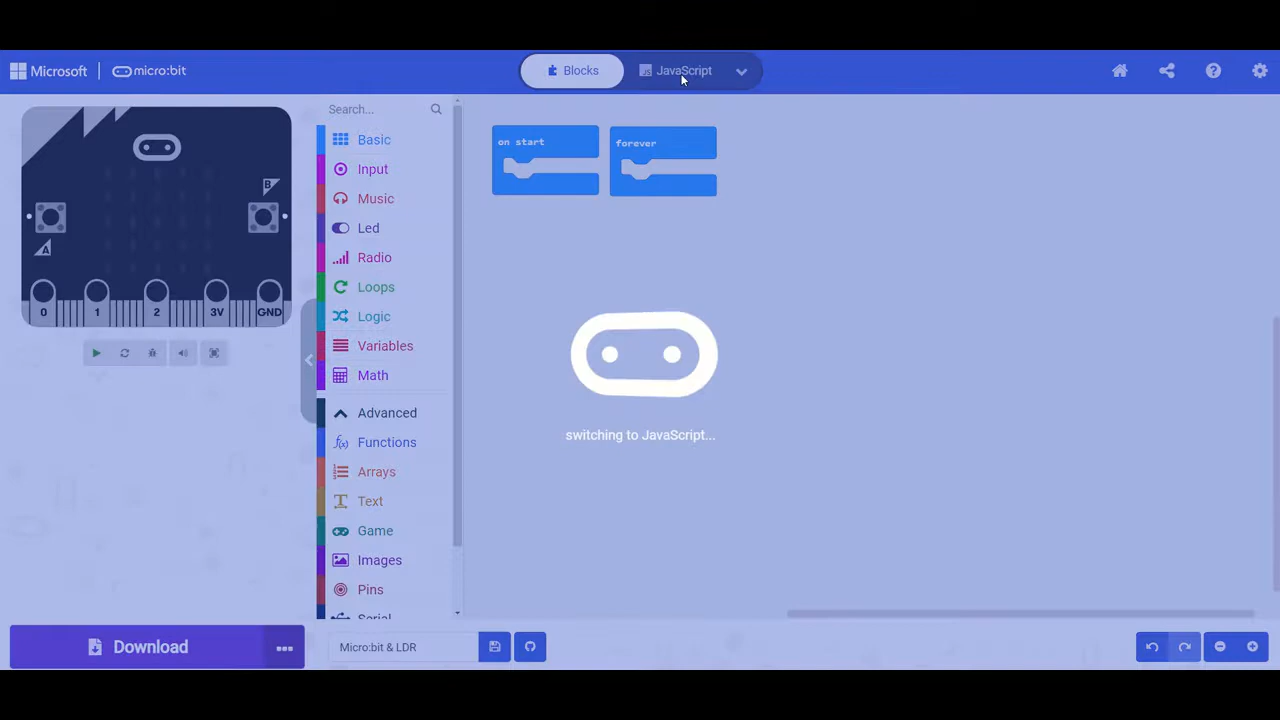 Microsoft micro:bit Blocks JavaScript
Search...
on start forever
Basic
Input
Music
Led
Radio
Loops
Logic
Variables
Math
Advanced
Functions
Arrays
Text
Game
Images
Pins
Serial
B
A
0 1 2 3V GND
switching to JavaScript...
Download ... Micro:bit & LDR